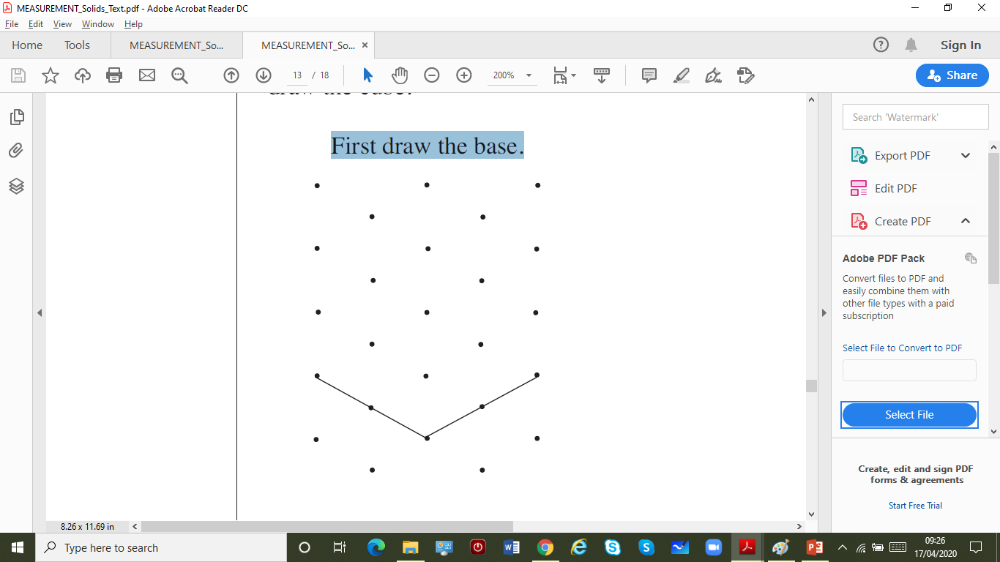 MEASUREMENT_Solids_Text.pdf - Adobe Acrobat Reader DC
File Edit View Window Help
Home Tools MEASUREMENT_So... MEASUREMENT_So... × Sign In
13 / 18 200% Share
draw the base.
First draw the base.
Search 'Watermark'
Export PDF
Edit PDF
Create PDF
Adobe PDF Pack
Convert files to PDF and
easily combine them with
other file types with a paid
subscription
Select File to Convert to PDF
Select File
Create, edit and sign PDF
forms & agreements
Start Free Trial
8.26 x 11.69 in
Type here to search
09:26
17/04/2020